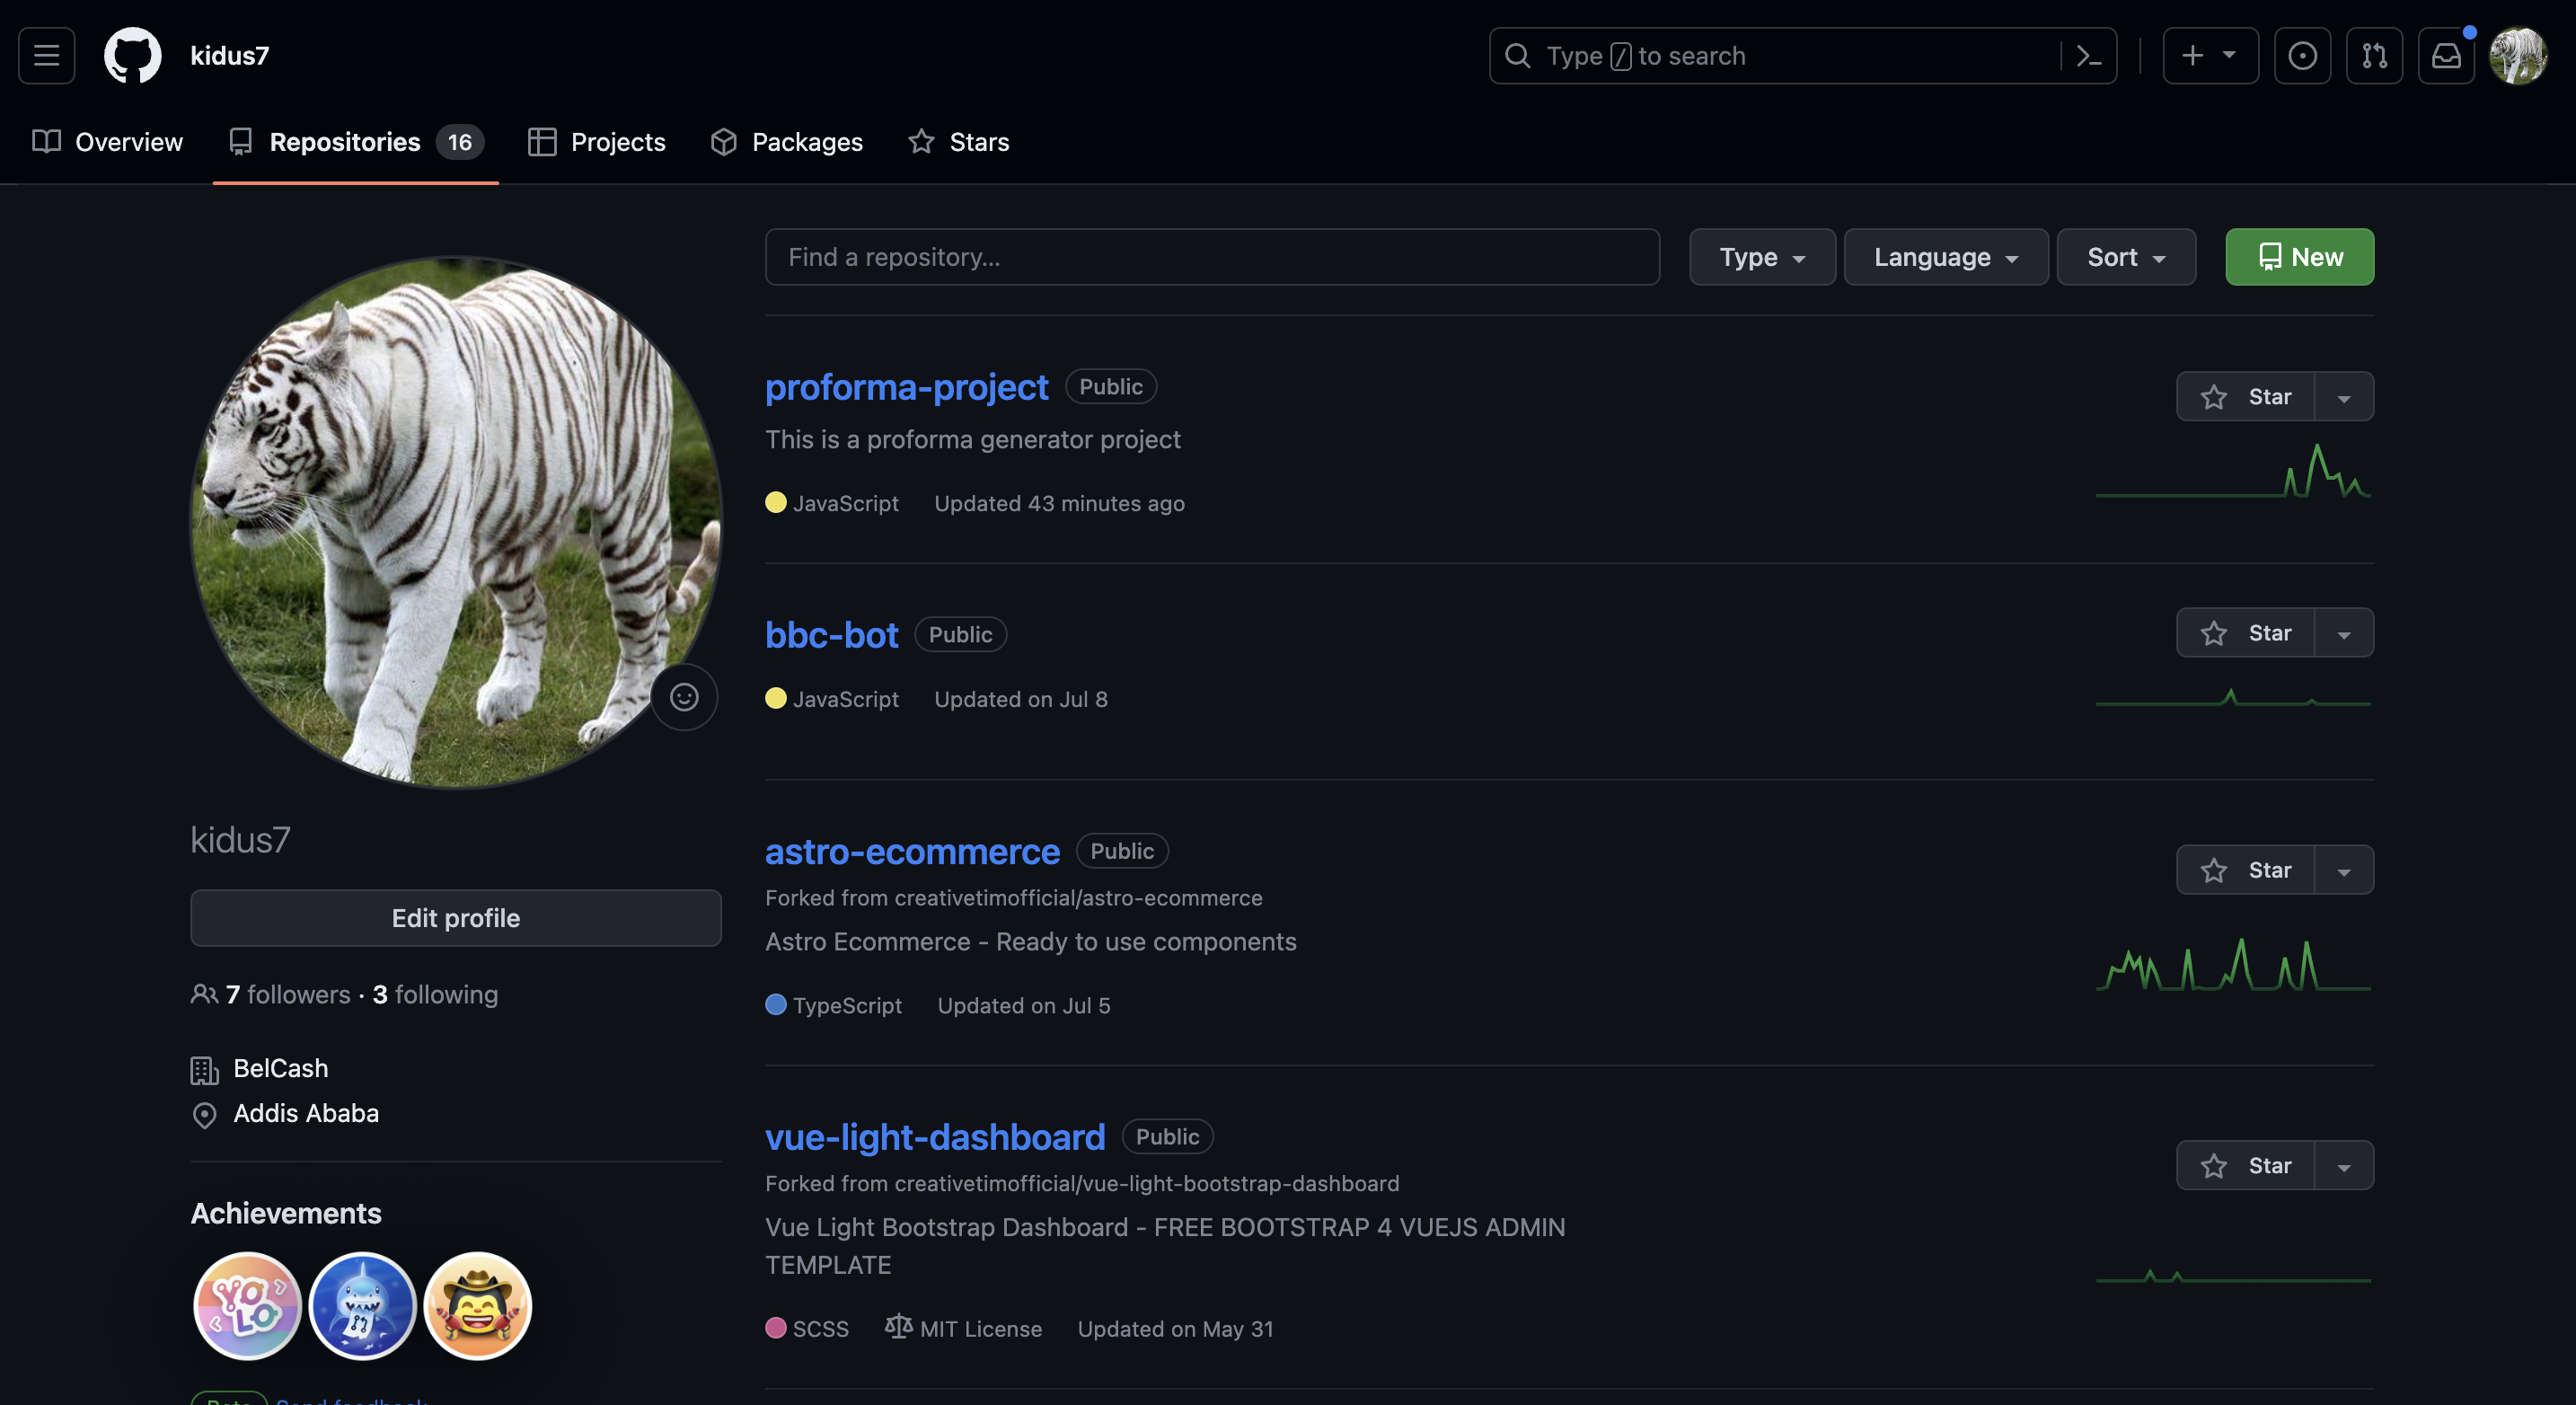 kidus7
Type / to search
Overview
Repositories 16
Projects
Packages
Stars
Find a repository...
Type
Language
Sort
New
proforma-project Public
Star
This is a proforma generator project
JavaScript Updated 43 minutes ago
bbc-bot Public
Star
JavaScript Updated on Jul 8
astro-ecommerce Public
Star
Forked from creativetimofficial/astro-ecommerce
Astro Ecommerce - Ready to use components
TypeScript Updated on Jul 5
vue-light-dashboard Public
Star
Forked from creativetimofficial/vue-light-bootstrap-dashboard
Vue Light Bootstrap Dashboard - FREE BOOTSTRAP 4 VUEJS ADMIN
TEMPLATE
SCSS MIT License Updated on May 31
kidus7
Edit profile
7 followers · 3 following
BelCash
Addis Ababa
Achievements
YOLO
Beta Send feedback